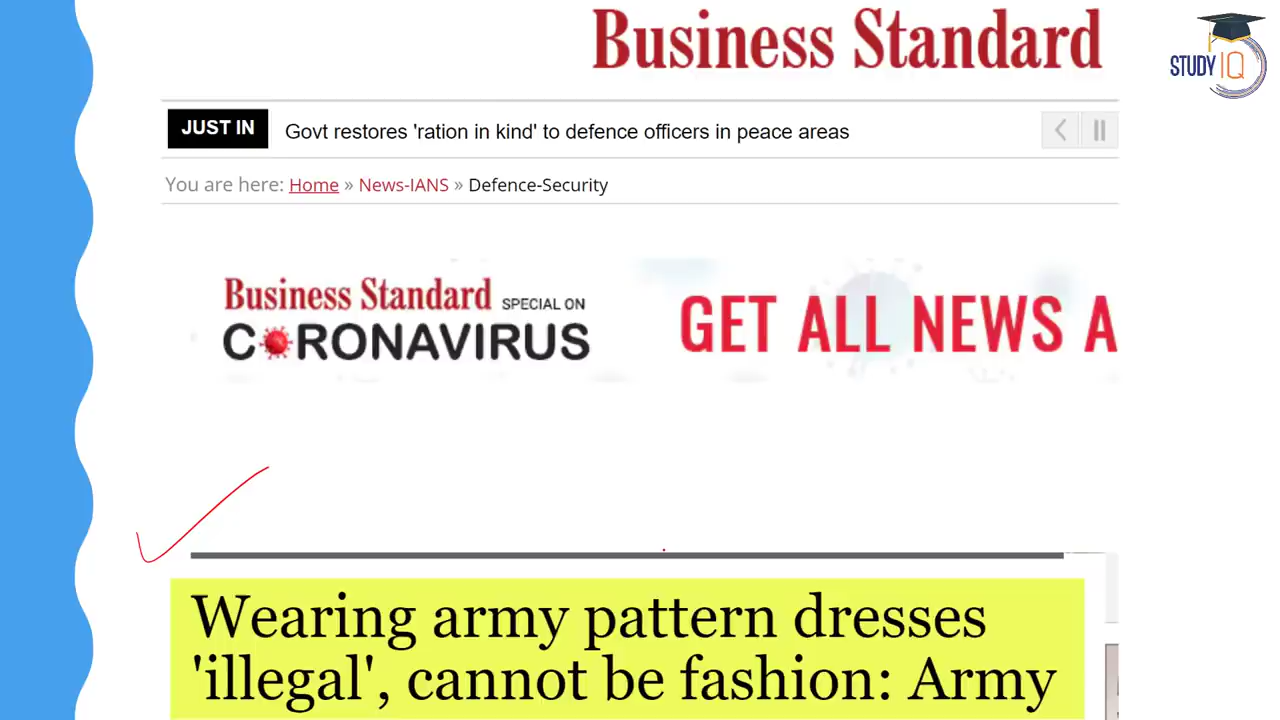 Business Standard
STUDY IQ
JUST IN
Govt restores 'ration in kind' to defence officers in peace areas
You are here: Home » News-IANS » Defence-Security
Business Standard SPECIAL ON
CORONAVIRUS
GET ALL NEWS A
Wearing army pattern dresses
'illegal', cannot be fashion: Army